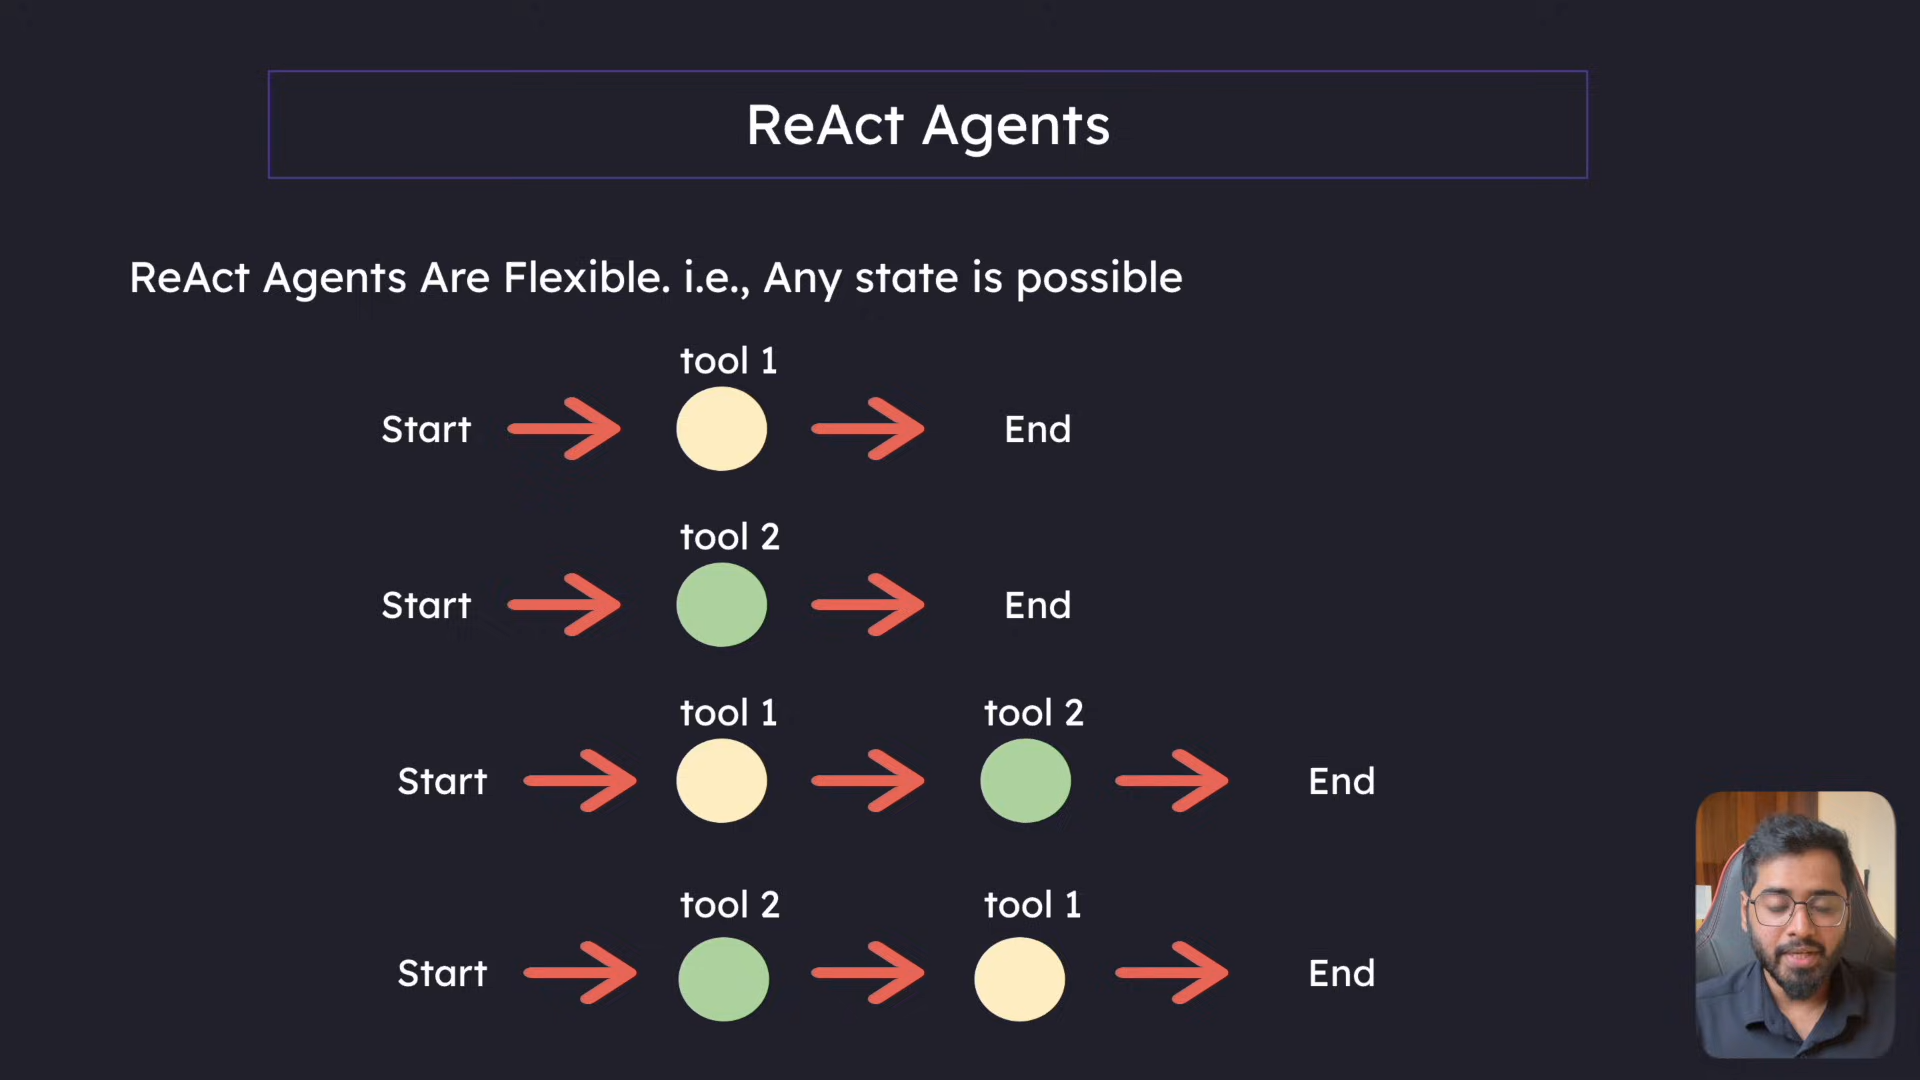 ReAct Agents
ReAct Agents Are Flexible. i.e., Any state is possible
tool 1
Start End
tool 2
Start End
tool 1 tool 2
Start End
tool 2 tool 1
Start End